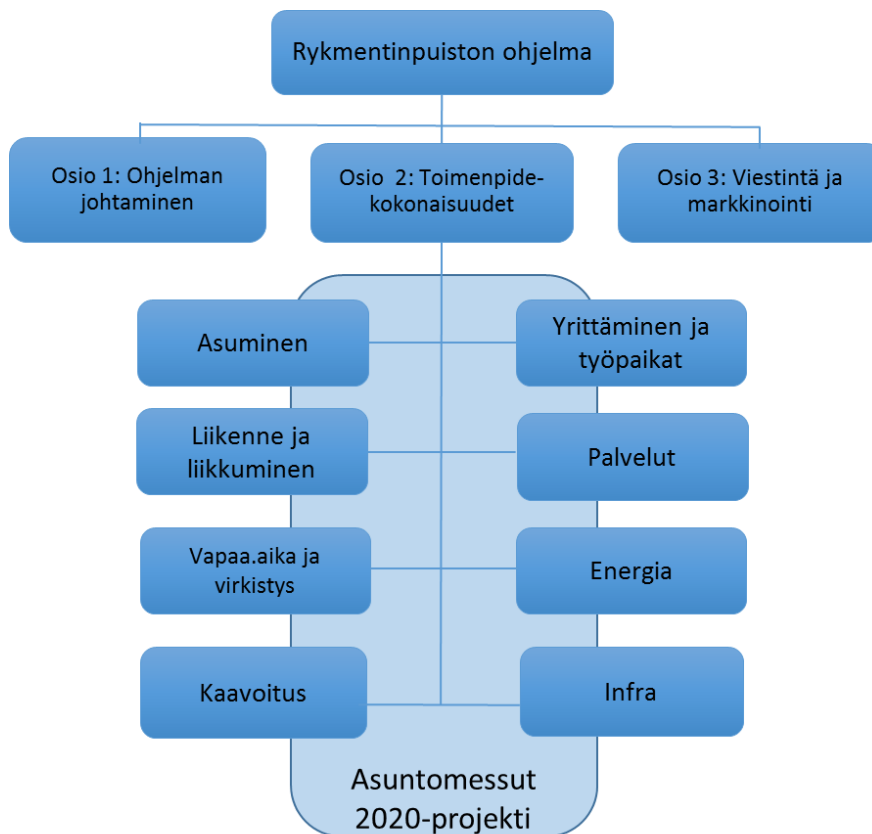 Rykmentinpuiston ohjelma
Osio 1: Ohjelman
johtaminen
Osio  2: Toimenpide-
kokonaisuudet
Osio 3: Viestintä ja
markkinointi
Asuminen
Yrittäminen ja
työpaikat
Liikenne ja
liikkuminen
Palvelut
Vapaa.aika ja
virkistys
Energia
Kaavoitus
Infra
Asuntomessut
2020-projekti